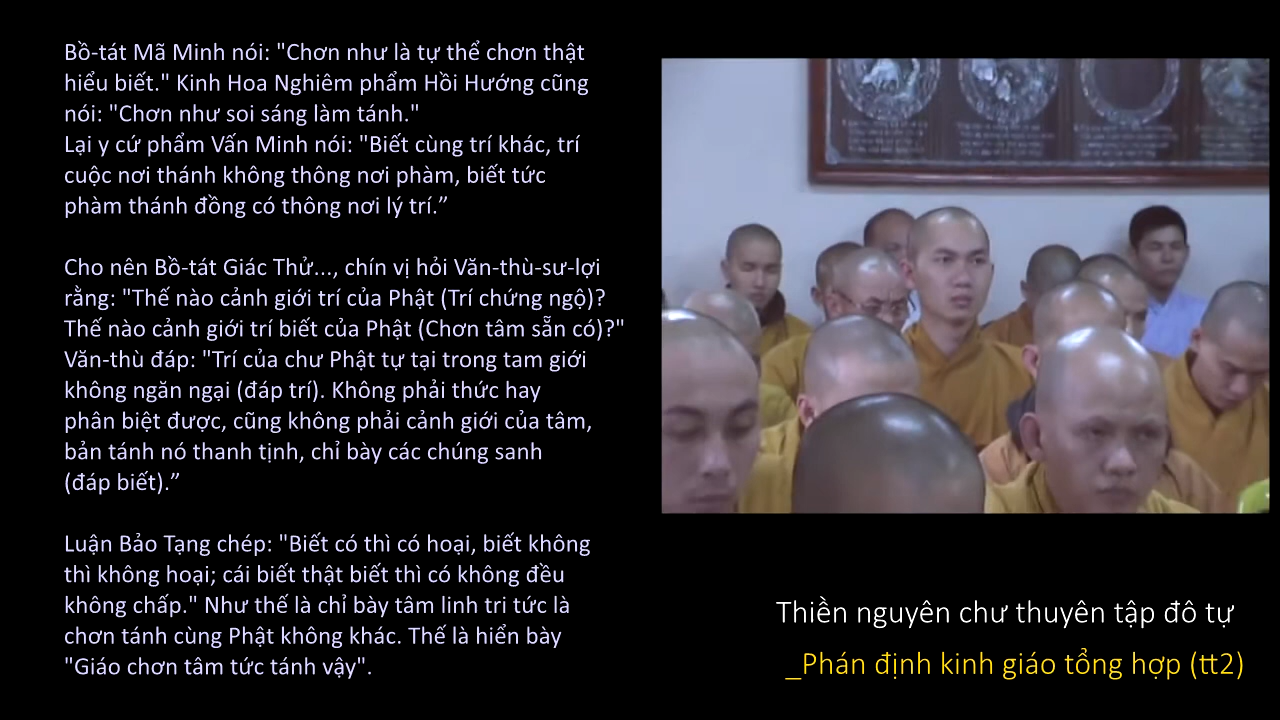 Bồ-tát Mã Minh nói: "Chơn như là tự thể chơn thật
hiểu biết." Kinh Hoa Nghiêm phẩm Hồi Hướng cũng
nói: "Chơn như soi sáng làm tánh."
Lại y cứ phẩm Vấn Minh nói: "Biết cùng trí khác, trí
cuộc nơi thánh không thông nơi phàm, biết tức
phàm thánh đồng có thông nơi lý trí.”
Cho nên Bồ-tát Giác Thử..., chín vị hỏi Văn-thù-sư-lợi
rằng: "Thế nào cảnh giới trí của Phật (Trí chứng ngộ)?
Thế nào cảnh giới trí biết của Phật (Chơn tâm sẵn có)?"
Văn-thù đáp: "Trí của chư Phật tự tại trong tam giới
không ngăn ngại (đáp trí). Không phải thức hay
phân biệt được, cũng không phải cảnh giới của tâm,
bản tánh nó thanh tịnh, chỉ bày các chúng sanh
(đáp biết).”
Luận Bảo Tạng chép: "Biết có thì có hoại, biết không
thì không hoại; cái biết thật biết thì có không đều
không chấp." Như thế là chỉ bày tâm linh tri tức là
chơn tánh cùng Phật không khác. Thế là hiển bày
"Giáo chơn tâm tức tánh vậy".
Thiền nguyên chư thuyên tập đô tự
_Phán định kinh giáo tổng hợp (tt2)